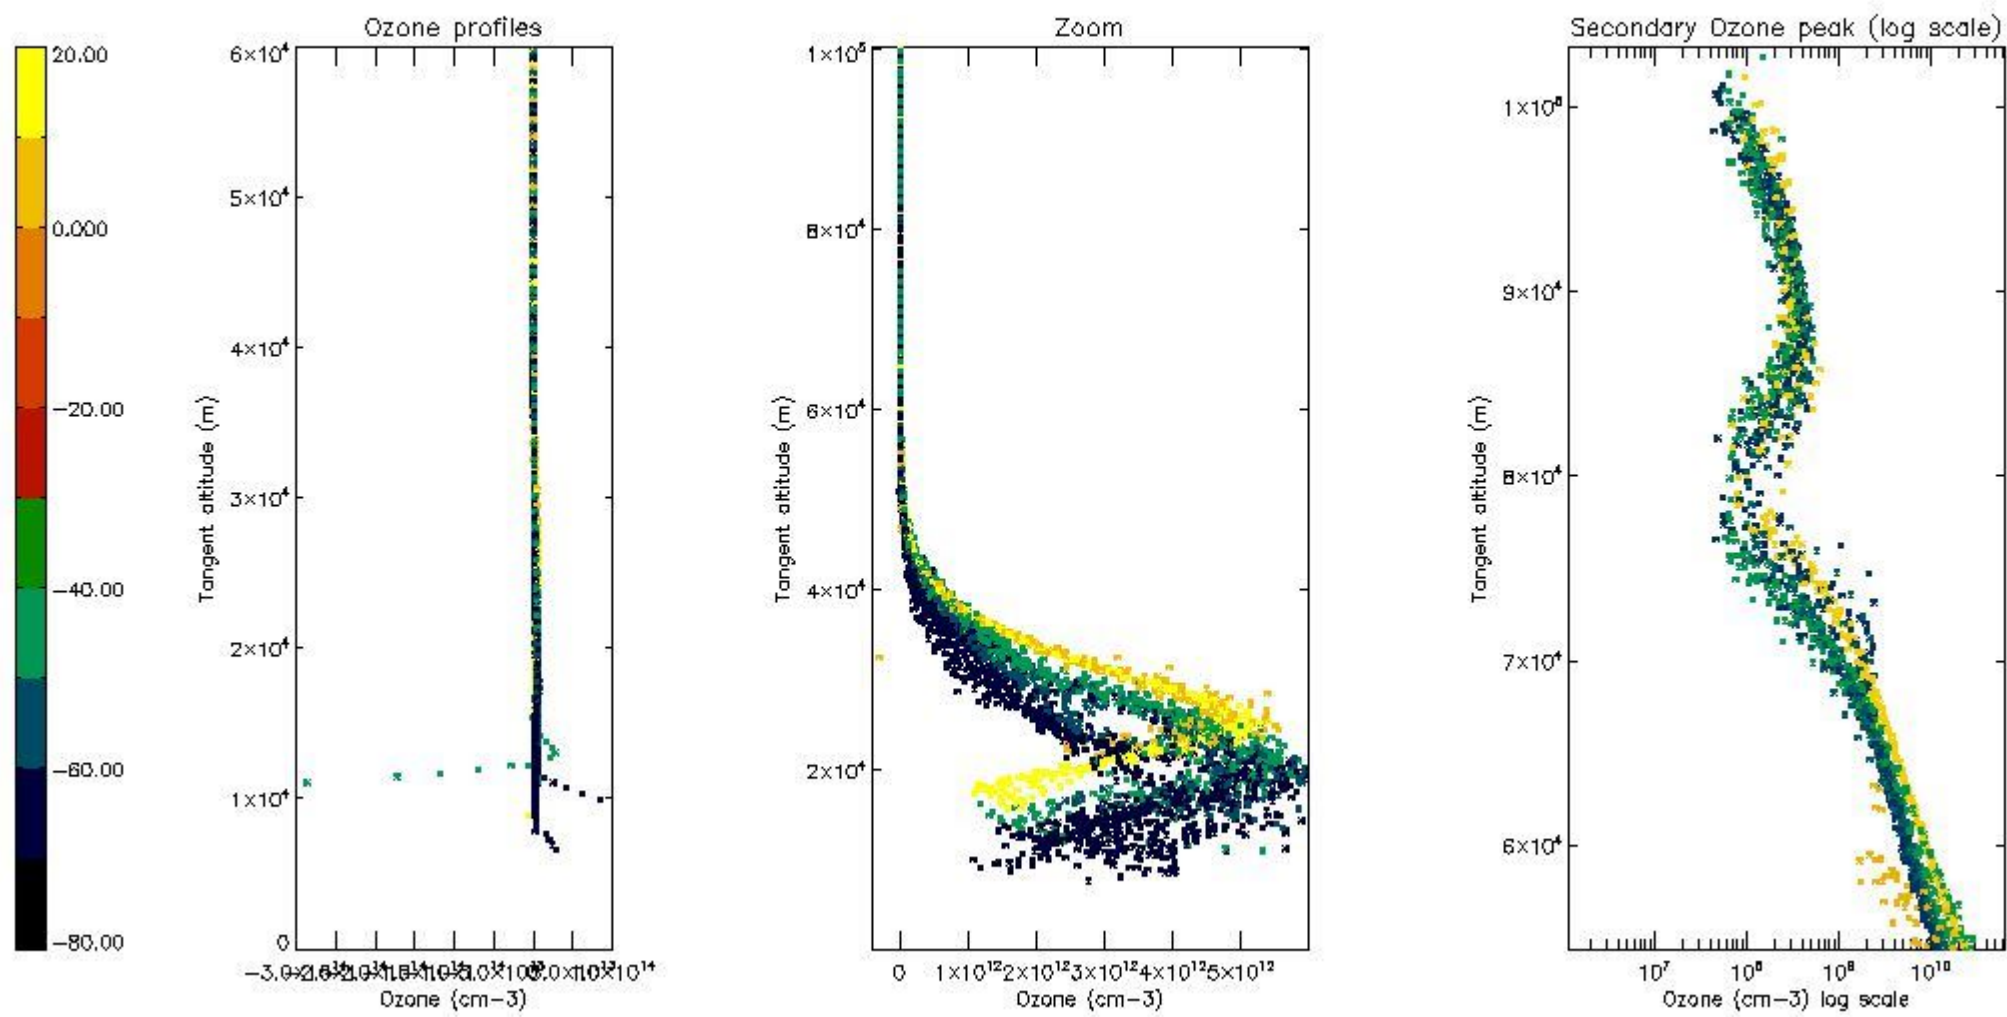 Ozone profiles
Zoom
Secondary Ozone peak (log scale)
20.00
0.000
−20.00
−40.00
−60.00
−80.00
6×10⁴
5×10⁴
4×10⁴
3×10⁴
2×10⁴
1×10⁴
0
Tangent altitude (m)
Ozone (cm−3)
1×10⁵
8×10⁴
6×10⁴
4×10⁴
2×10⁴
Tangent altitude (m)
0 1×10¹² 2×10¹² 3×10¹² 4×10¹² 5×10¹²
Ozone (cm−3)
9×10⁴
8×10⁴
7×10⁴
6×10⁴
Tangent altitude (m)
10⁷ 10⁸ 10⁹ 10¹⁰
Ozone (cm−3) log scale